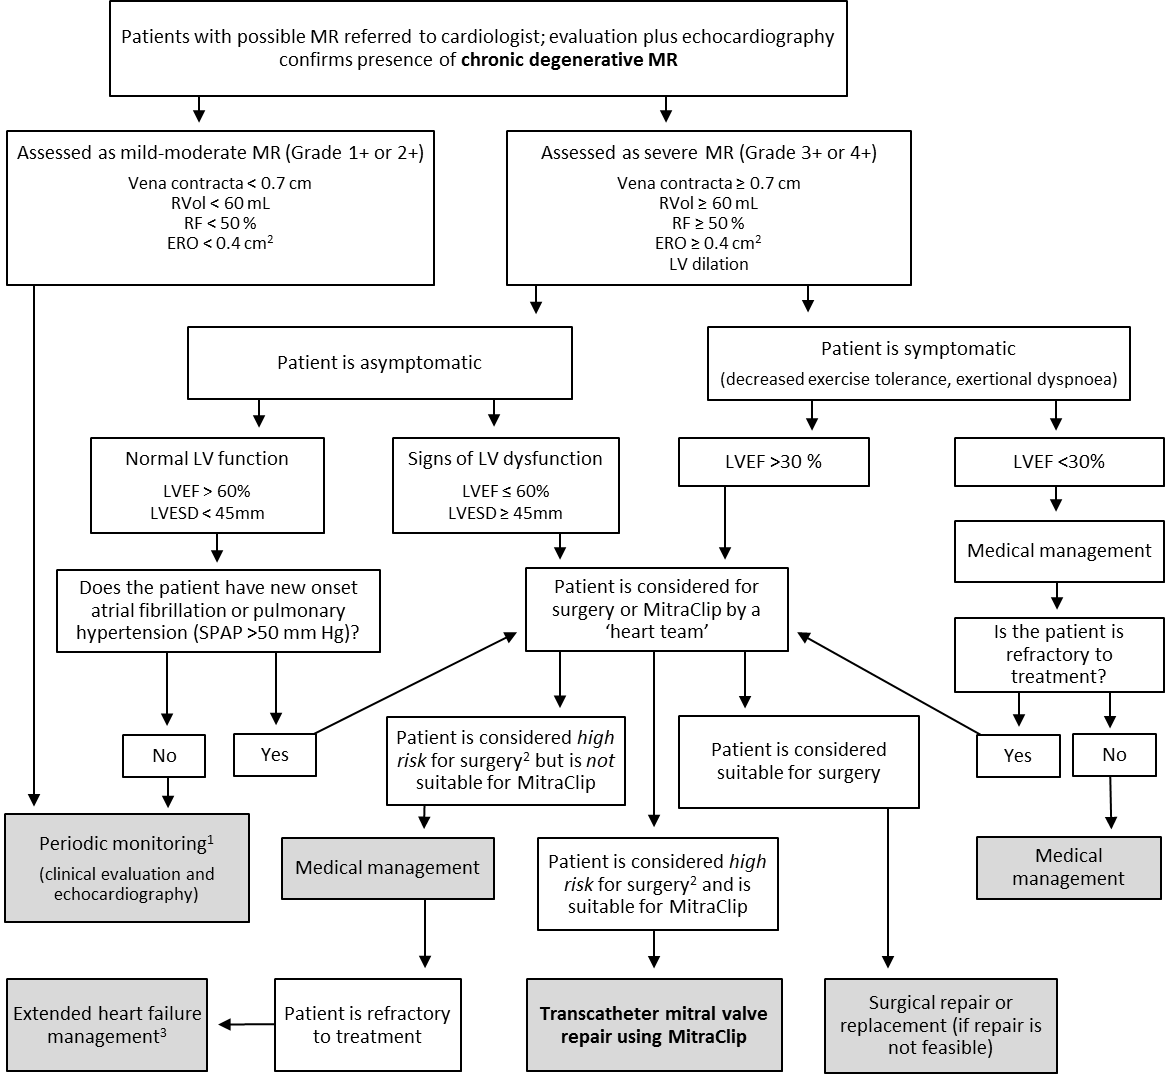 Patients with possible MR referred to cardiologist; evaluation plus echocardiography
confirms presence of chronic degenerative MR
Assessed as mild-moderate MR (Grade 1+ or 2+)
Vena contracta < 0.7 cm
RVol < 60 mL
RF < 50 %
ERO < 0.4 cm²
Assessed as severe MR (Grade 3+ or 4+)
Vena contracta ≥ 0.7 cm
RVol ≥ 60 mL
RF ≥ 50 %
ERO ≥ 0.4 cm²
LV dilation
Patient is asymptomatic
Patient is symptomatic
(decreased exercise tolerance, exertional dyspnoea)
Normal LV function
LVEF > 60%
LVESD < 45mm
Signs of LV dysfunction
LVEF ≤ 60%
LVESD ≥ 45mm
LVEF >30 %
LVEF <30%
Medical management
Does the patient have new onset
atrial fibrillation or pulmonary
hypertension (SPAP >50 mm Hg)?
Patient is considered for
surgery or MitraClip by a
‘heart team’
Is the patient is
refractory to
treatment?
No
Yes
Patient is considered high
risk for surgery² but is not
suitable for MitraClip
Patient is considered
suitable for surgery
Yes
No
Periodic monitoring¹
(clinical evaluation and
echocardiography)
Medical management
Patient is considered high
risk for surgery² and is
suitable for MitraClip
Medical
management
Extended heart failure
management³
Patient is refractory
to treatment
Transcatheter mitral valve
repair using MitraClip
Surgical repair or
replacement (if repair is
not feasible)